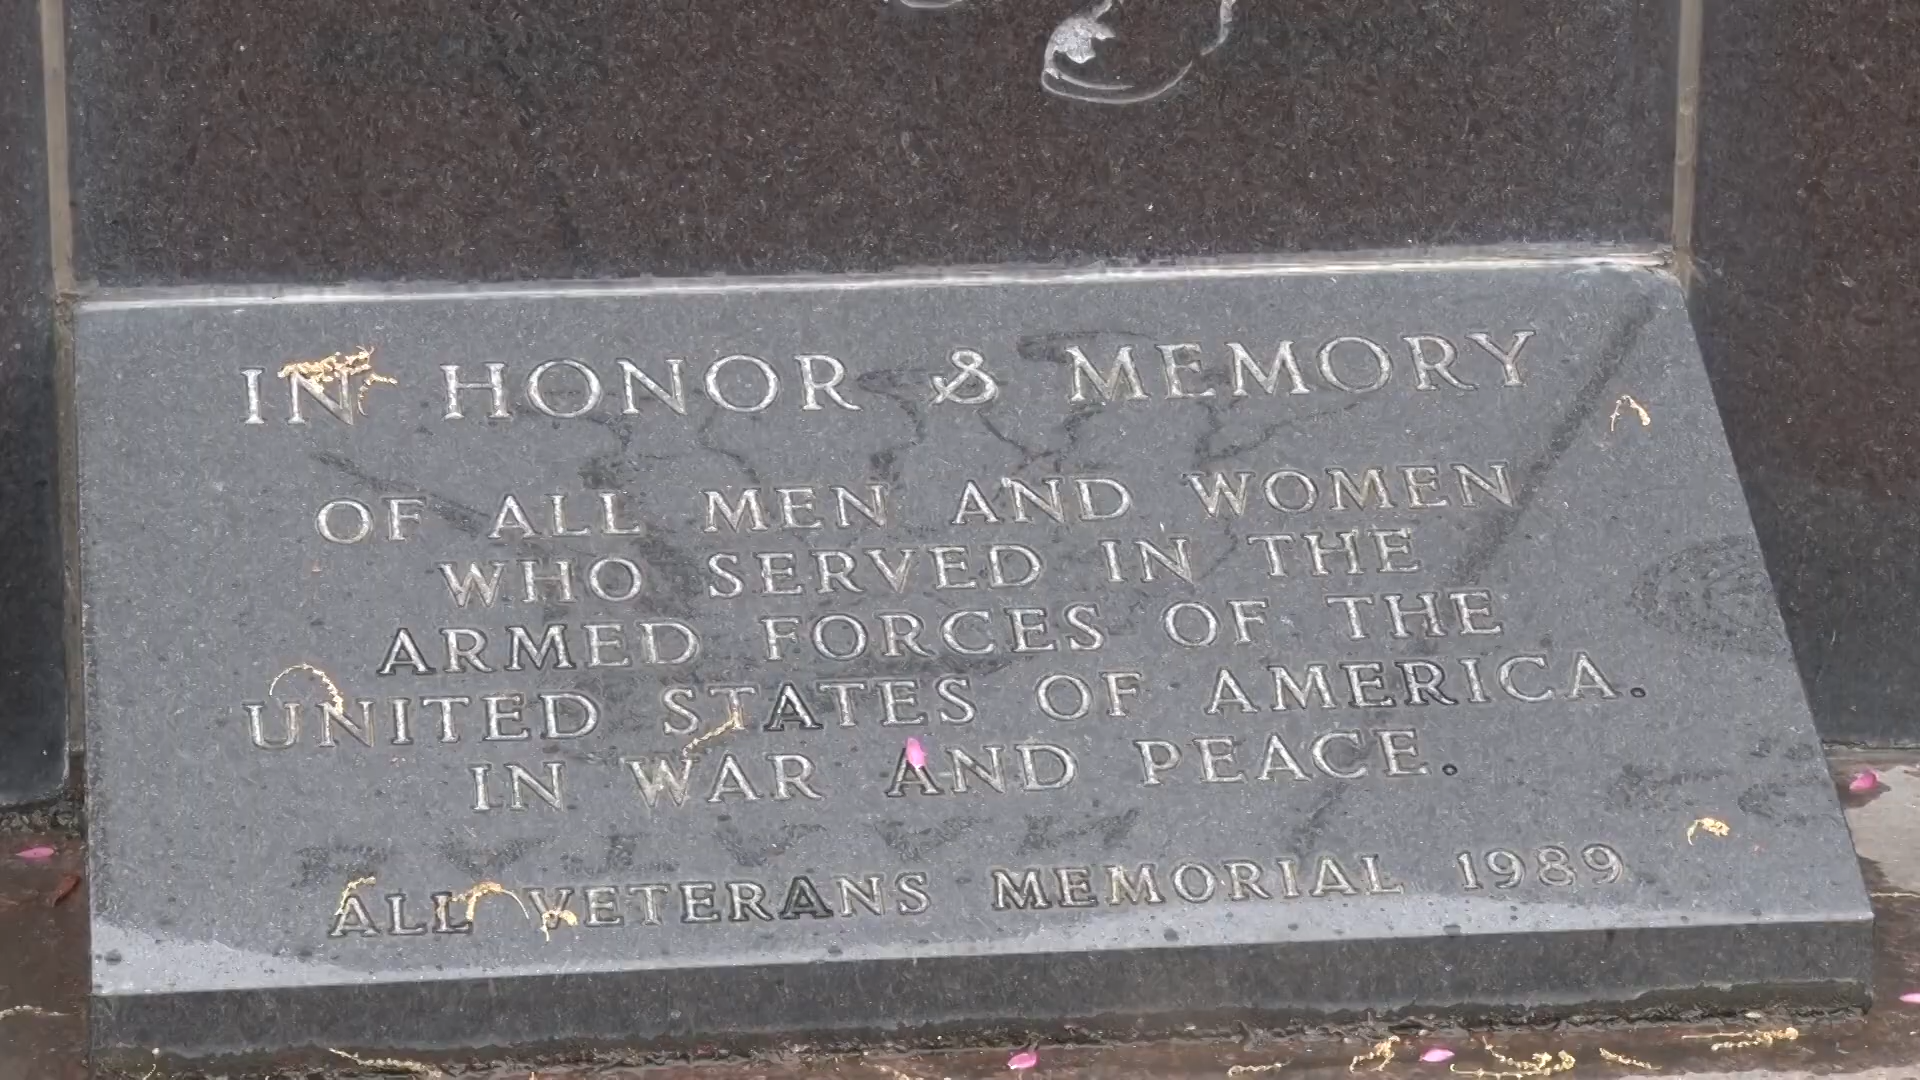 IN HONOR & MEMORY
OF ALL MEN AND WOMEN
WHO SERVED IN THE
ARMED FORCES OF THE
UNITED STATES OF AMERICA.
IN WAR AND PEACE.
ALL VETERANS MEMORIAL 1989